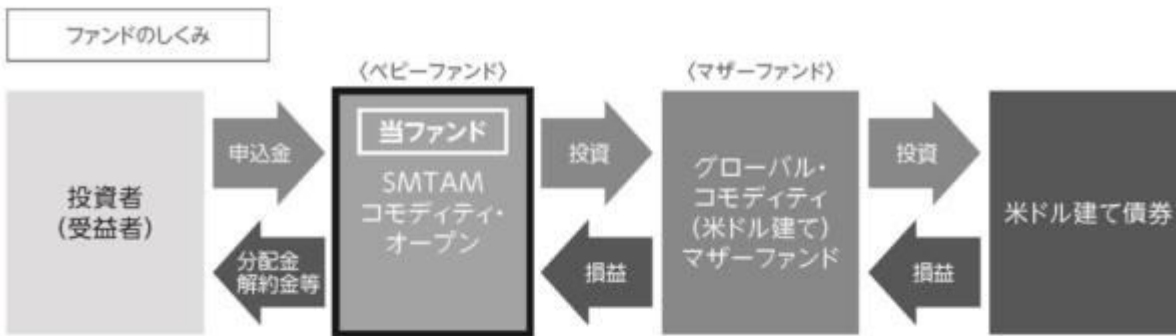 ファンドのしくみ
〈ベビーファンド〉
〈マザーファンド〉
投資者
(受益者)
申込金
分配金
解約金等
当ファンド
SMTAM
コモディティ・
オープン
投資
損益
グローバル・
コモディティ
(米ドル建て)
マザーファンド
投資
損益
米ドル建て債券